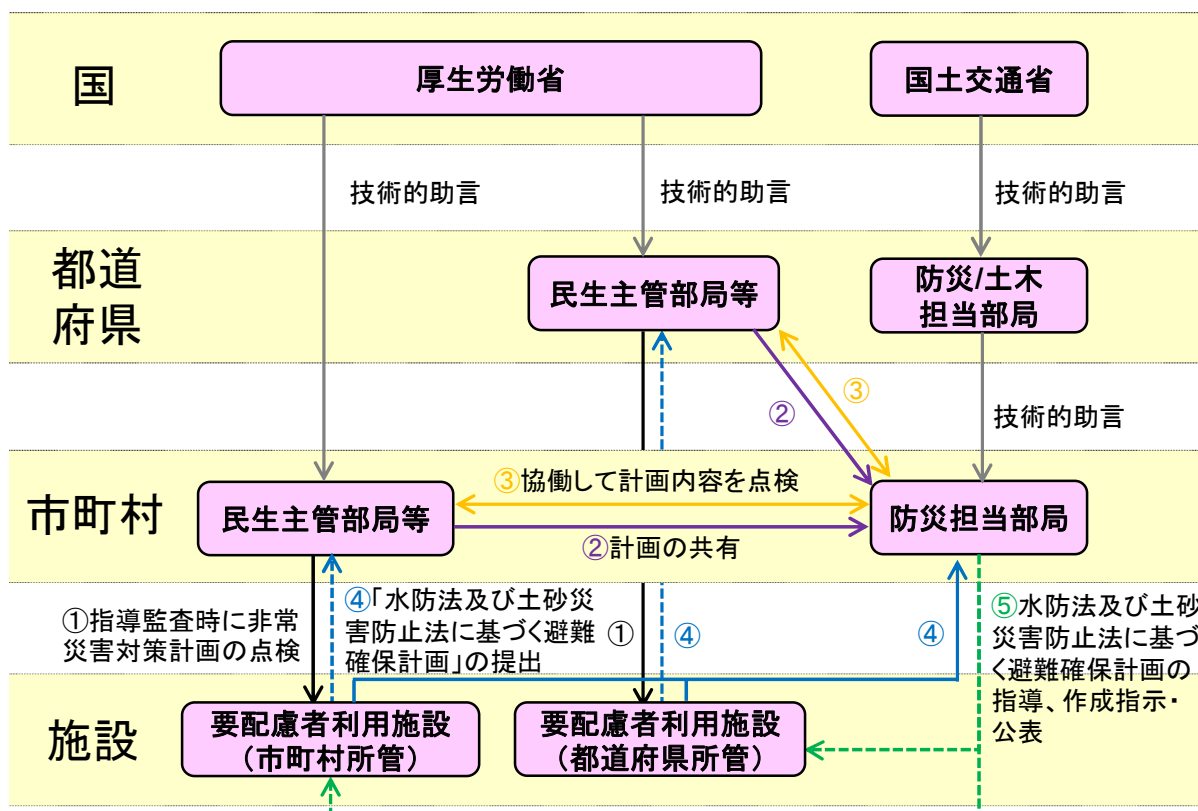 国
厚生労働省
国土交通省
技術的助言
技術的助言
技術的助言
都道
府県
民生主管部局等
防災/土木
担当部局
②
③
技術的助言
市町村
民生主管部局等
③協働して計画内容を点検
②計画の共有
防災担当部局
①指導監査時に非常
災害対策計画の点検
④「水防法及び土砂災
害防止法に基づく避難
確保計画」の提出
①
④
④
⑤水防法及び土砂
災害防止法に基づ
く避難確保計画の
指導、作成指示・
公表
施設
要配慮者利用施設
（市町村所管）
要配慮者利用施設
（都道府県所管）